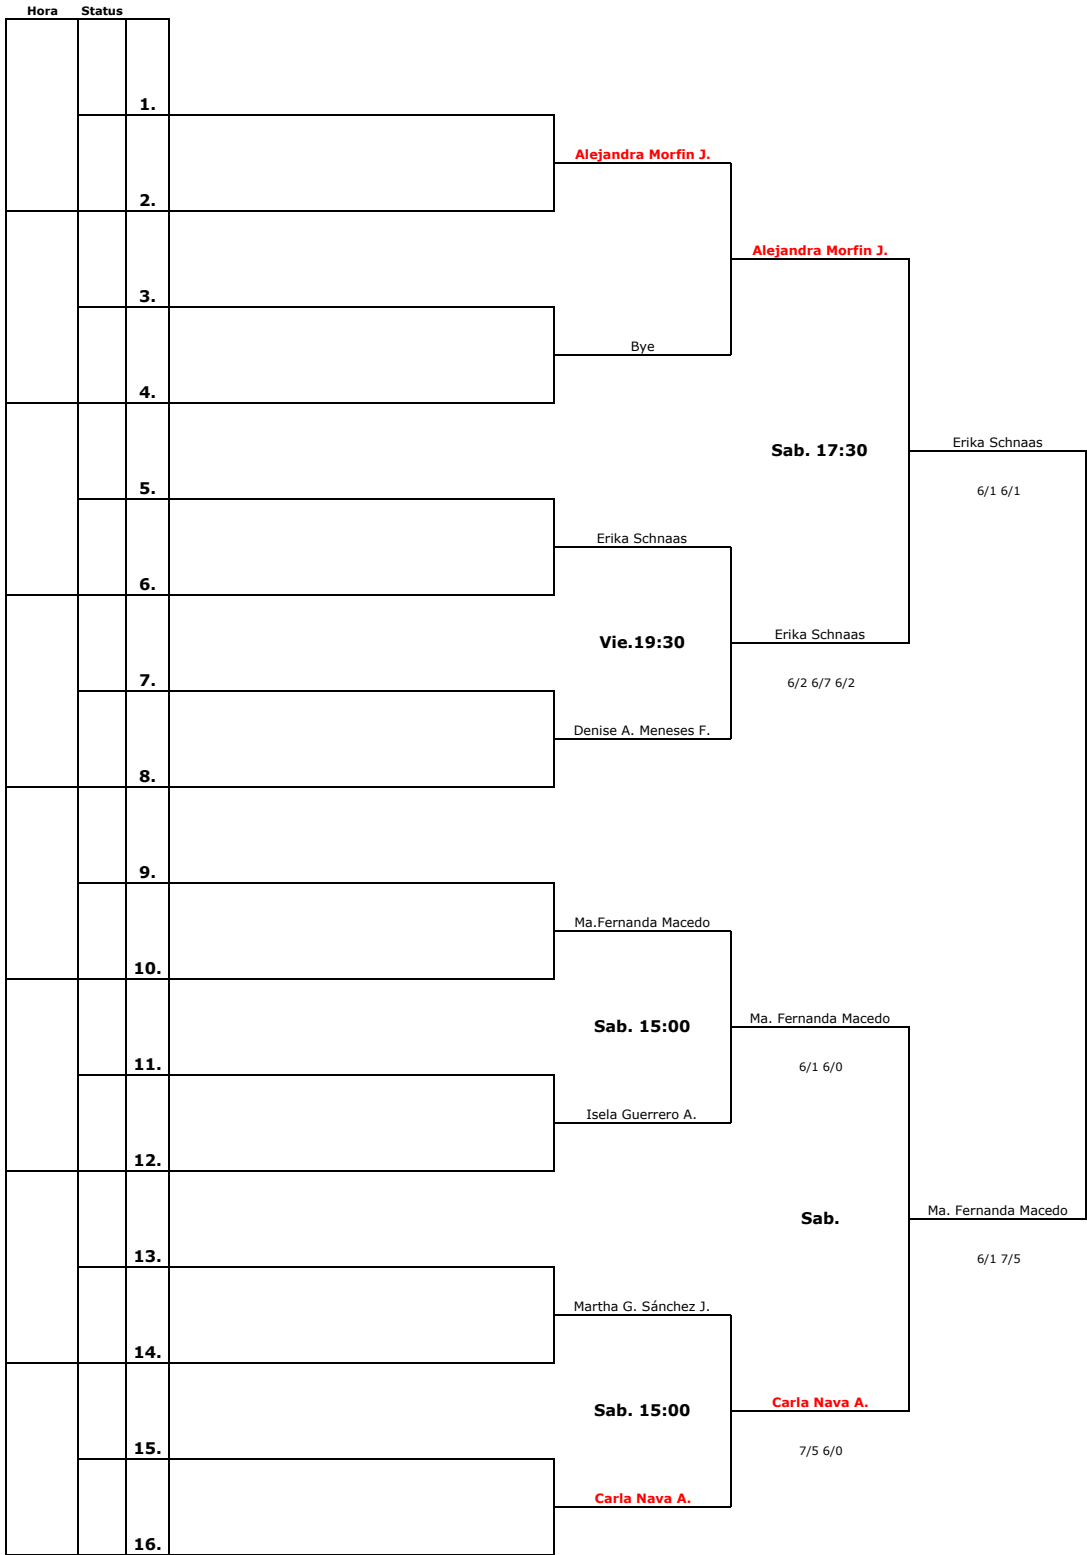 Hora Status
1.
Alejandra Morfin J.
2.
Alejandra Morfin J.
3.
Bye
4.
Sab. 17:30 Erika Schnaas
5. 6/1 6/1
Erika Schnaas
6.
Vie.19:30 Erika Schnaas
7. 6/2 6/7 6/2
Denise A. Meneses F.
8.
9.
Ma.Fernanda Macedo
10.
Sab. 15:00 Ma. Fernanda Macedo
11. 6/1 6/0
Isela Guerrero A.
12.
Sab. Ma. Fernanda Macedo
13. 6/1 7/5
Martha G. Sánchez J.
14.
Sab. 15:00 Carla Nava A.
15. 7/5 6/0
Carla Nava A.
16.